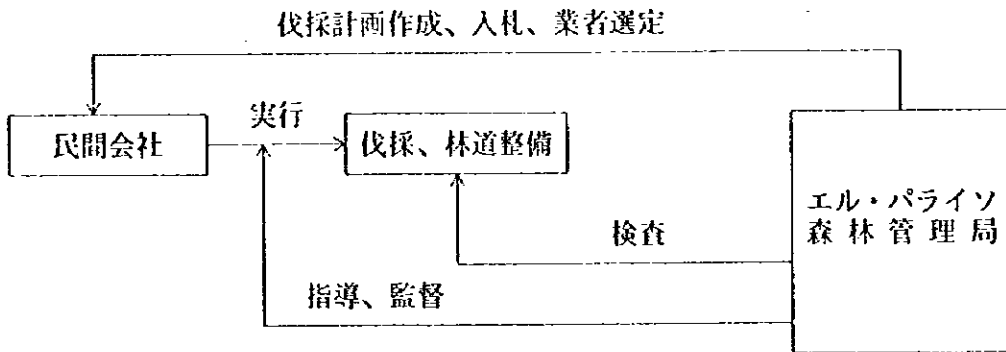 伐採計画作成、入札、業者選定
実行
民間会社
伐採、林道整備
エル・パライソ
森林管理局
検査
指導、監督